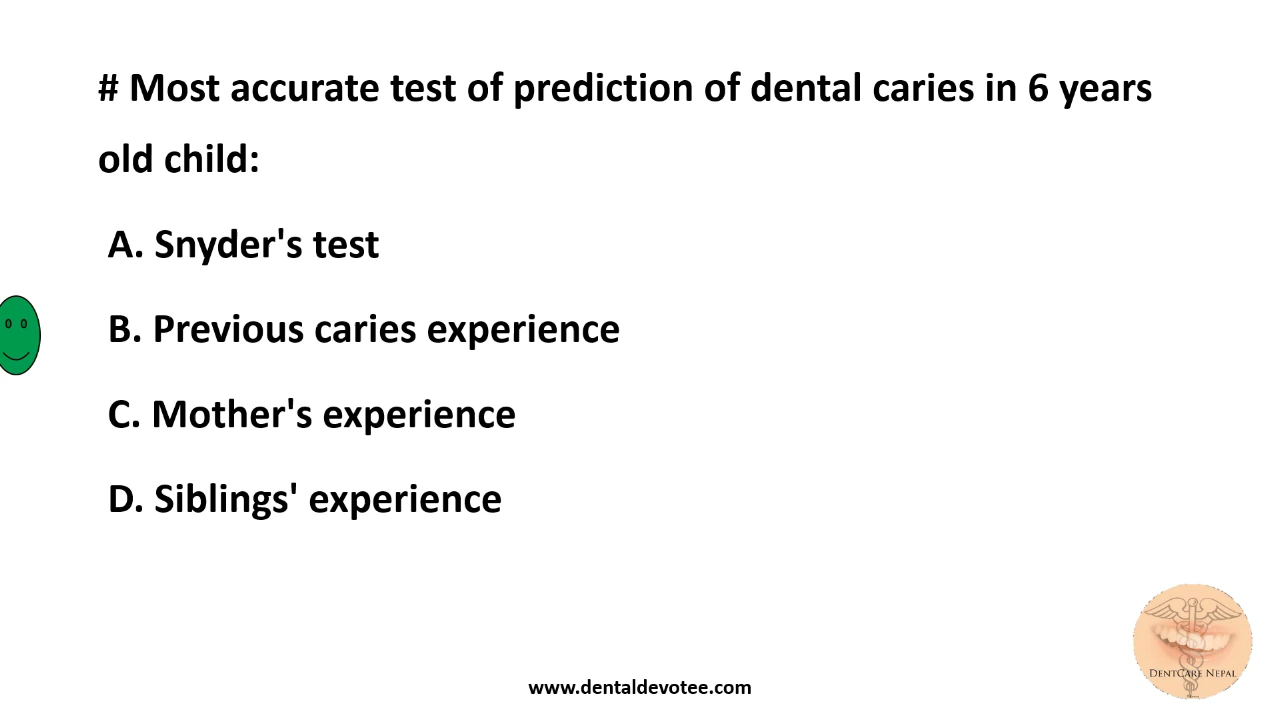 # Most accurate test of prediction of dental caries in 6 years
old child:
A. Snyder's test
B. Previous caries experience
C. Mother's experience
D. Siblings' experience
DentCare Nepal
www.dentaldevotee.com